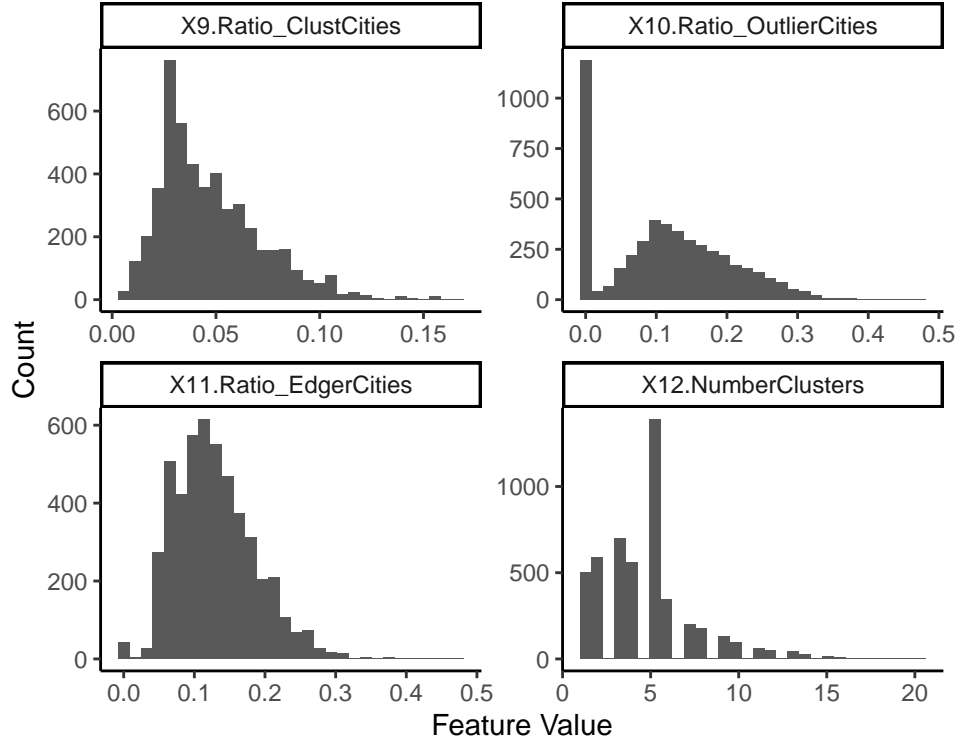 X9.Ratio_ClustCities
X10.Ratio_OutlierCities
600
400
200
0
0.00 0.05 0.10 0.15
1000
750
500
250
0
0.0 0.1 0.2 0.3 0.4 0.5
Count
X11.Ratio_EdgerCities
X12.NumberClusters
600
400
200
0
0.0 0.1 0.2 0.3 0.4 0.5
1000
500
0
0 5 10 15 20
Feature Value